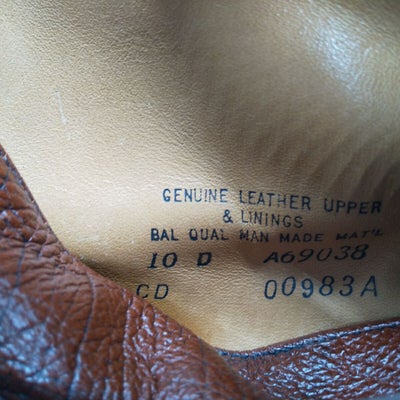 GENUINE LEATHER UPPER
& LININGS
BAL QUAL MAN MADE MAT'L
10 D A69038
CD 00983A